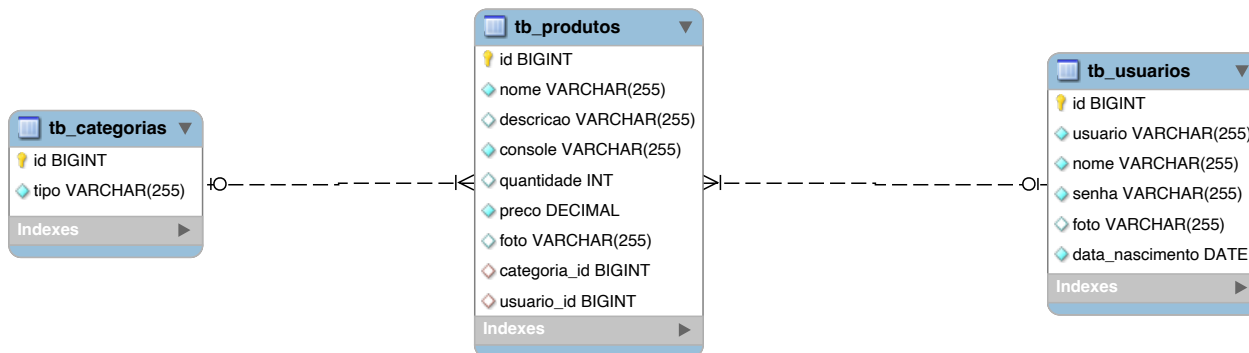 tb_categorias
id BIGINT
tipo VARCHAR(255)
Indexes
tb_produtos
id BIGINT
nome VARCHAR(255)
descricao VARCHAR(255)
console VARCHAR(255)
quantidade INT
preco DECIMAL
foto VARCHAR(255)
categoria_id BIGINT
usuario_id BIGINT
Indexes
tb_usuarios
id BIGINT
usuario VARCHAR(255)
nome VARCHAR(255)
senha VARCHAR(255)
foto VARCHAR(255)
data_nascimento DATE
Indexes